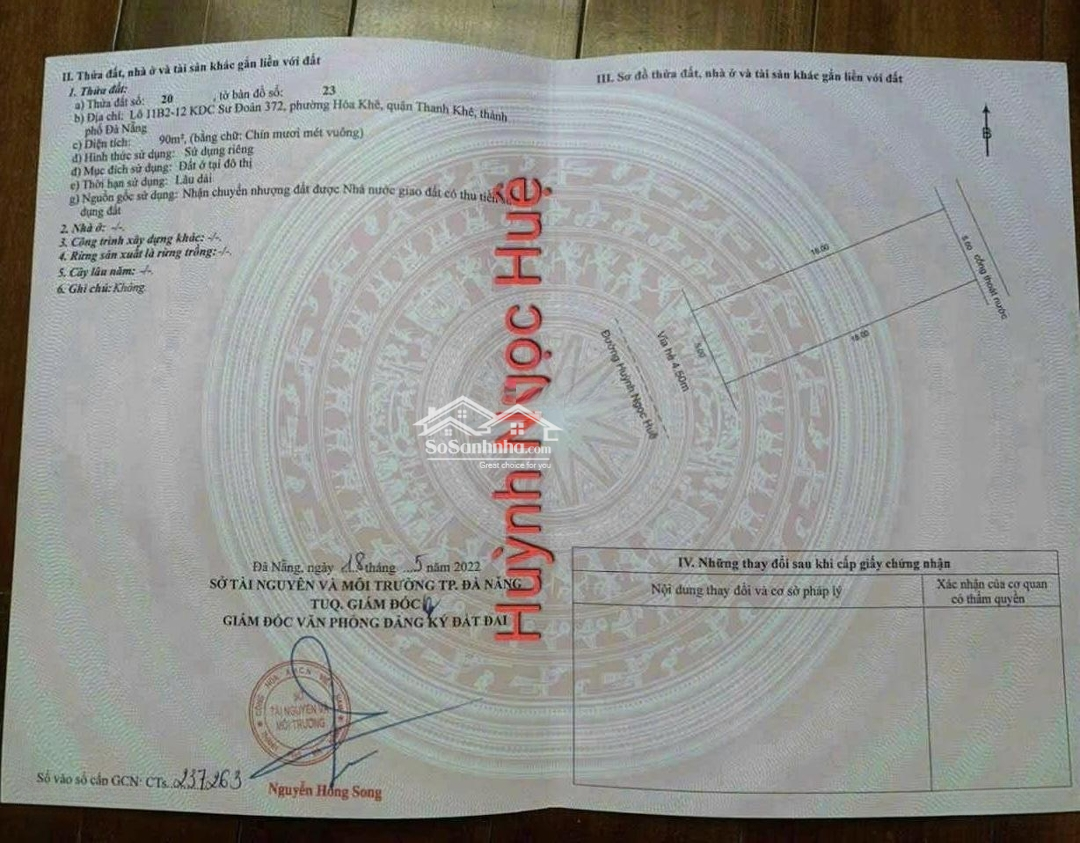 II. Thửa đất, nhà ở và tài sản khác gắn liền với đất
1. Thửa đất:
a) Thửa đất số: 20 , tờ bản đồ số: 23
b) Địa chỉ: Lô 11B2-12 KDC Sư Đoàn 372, phường Hòa Khê, quận Thanh Khê, thành
phố Đà Nẵng
c) Diện tích: 90m², (bằng chữ: Chín mươi mét vuông)
d) Hình thức sử dụng: Sử dụng riêng
đ) Mục đích sử dụng: Đất ở tại đô thị
e) Thời hạn sử dụng: Lâu dài
g) Nguồn gốc sử dụng: Nhận chuyển nhượng đất được Nhà nước giao đất có thu tiền
dụng đất
2. Nhà ở: -/-.
3. Công trình xây dựng khác: -/-.
4. Rừng sản xuất là rừng trồng: -/-.
5. Cây lâu năm: -/-.
6. Ghi chú: Không.
Đà Nẵng, ngày 18 tháng 5 năm 2022
SỞ TÀI NGUYÊN VÀ MÔI TRƯỜNG TP. ĐÀ NẴNG
TUQ. GIÁM ĐỐC
GIÁM ĐỐC VĂN PHÒNG ĐĂNG KÝ ĐẤT ĐAI
TÀI NGUYÊN VÀ
MÔI TRƯỜNG
Nguyễn Hồng Song
Số vào sổ cấp GCN: CTs..237263
Huỳnh Ngọc Huệ
SoSanhnha.com
Great choice for you
III. Sơ đồ thửa đất, nhà ở và tài sản khác gắn liền với đất
B
18.00
5.00
cống thoát nước
18.00
5.00
Vỉa hè 4.50m
Đường Huỳnh Ngọc Huệ
IV. Những thay đổi sau khi cấp giấy chứng nhận
Nội dung thay đổi và cơ sở pháp lý
Xác nhận của cơ quan
có thẩm quyền